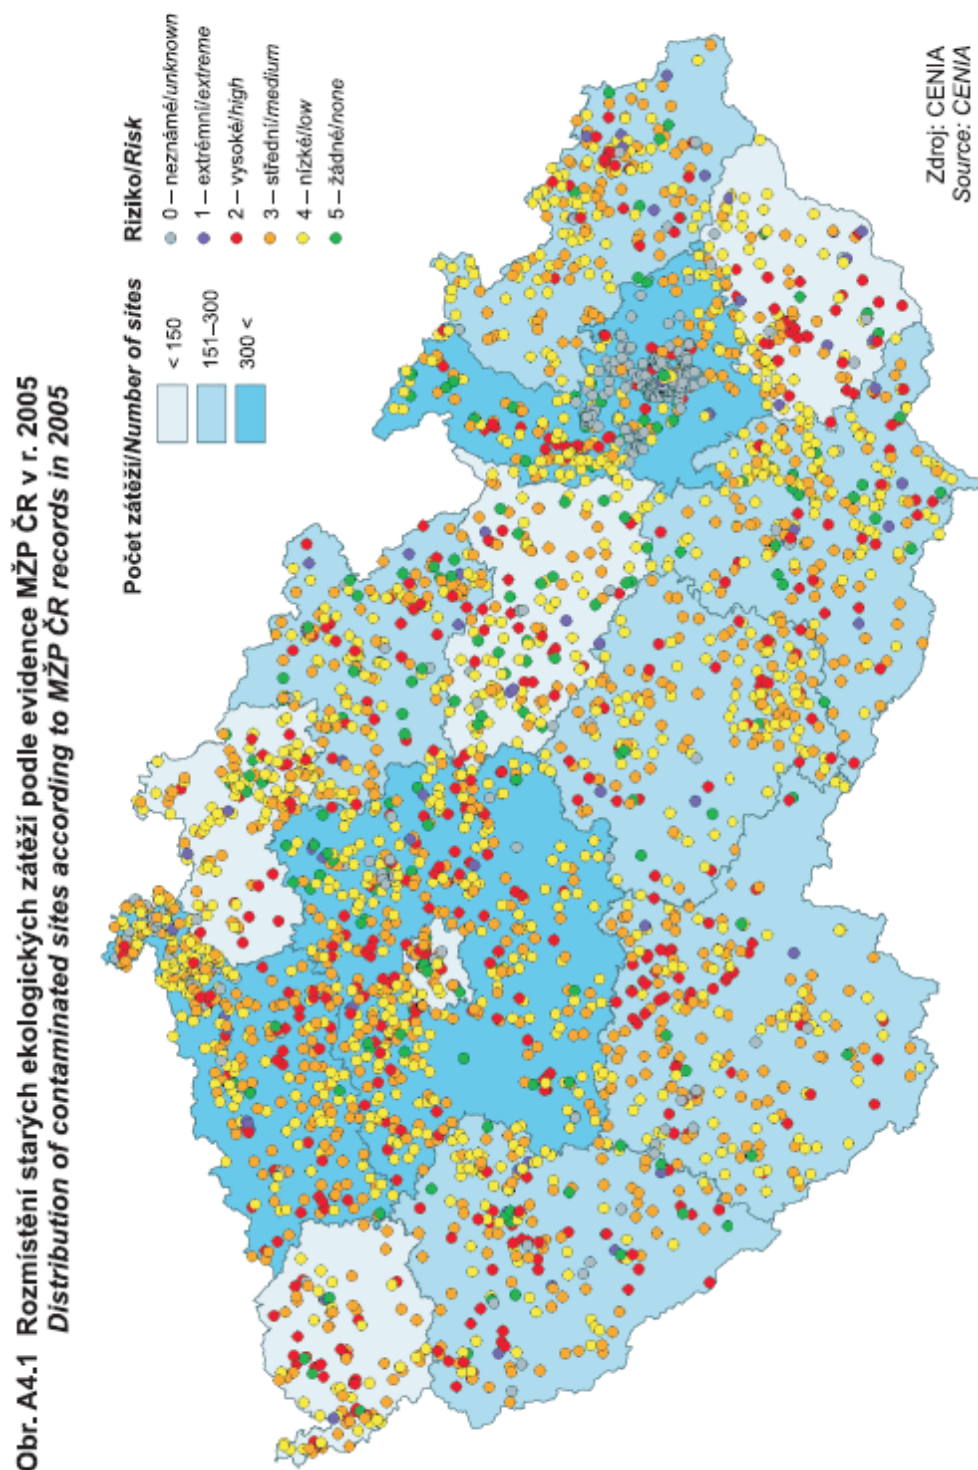 Obr. A4.1 Rozmístění starých ekologických zátěží podle evidence MŽP ČR v r. 2005
Distribution of contaminated sites according to MŽP ČR records in 2005
Počet zátěží/Number of sites
< 150
151–300
300 <
Riziko/Risk
0 – neznámé/unknown
1 – extrémní/extreme
2 – vysoké/high
3 – střední/medium
4 – nízké/low
5 – žádné/none
Zdroj: CENIA
Source: CENIA